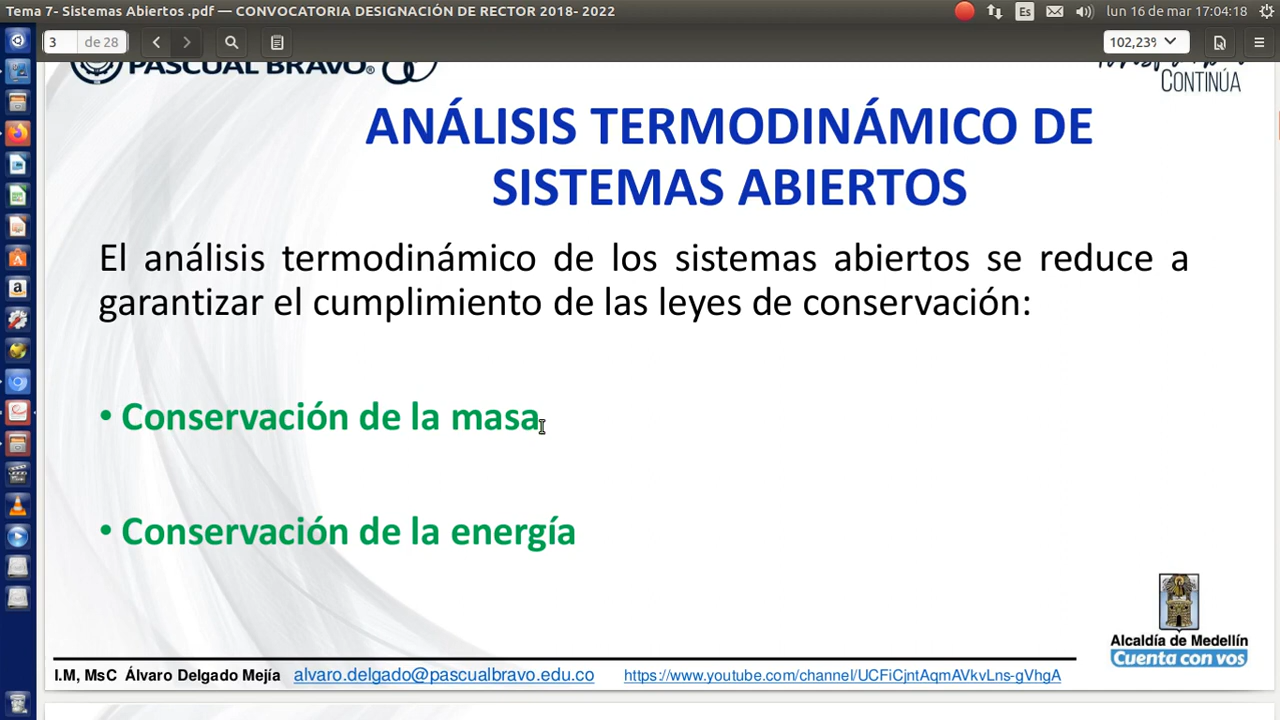 Tema 7- Sistemas Abiertos .pdf — CONVOCATORIA DESIGNACIÓN DE RECTOR 2018- 2022
Es
lun 16 de mar 17:04:18
3
de 28
102,23%
PASCUAL BRAVO®
CONTINÚA
ANÁLISIS TERMODINÁMICO DE
SISTEMAS ABIERTOS
El análisis termodinámico de los sistemas abiertos se reduce a
garantizar el cumplimiento de las leyes de conservación:
• Conservación de la masa
• Conservación de la energía
Alcaldía de Medellín
Cuenta con vos
I.M, MsC Álvaro Delgado Mejía alvaro.delgado@pascualbravo.edu.co https://www.youtube.com/channel/UCFiCjntAqmAVkvLns-gVhgA